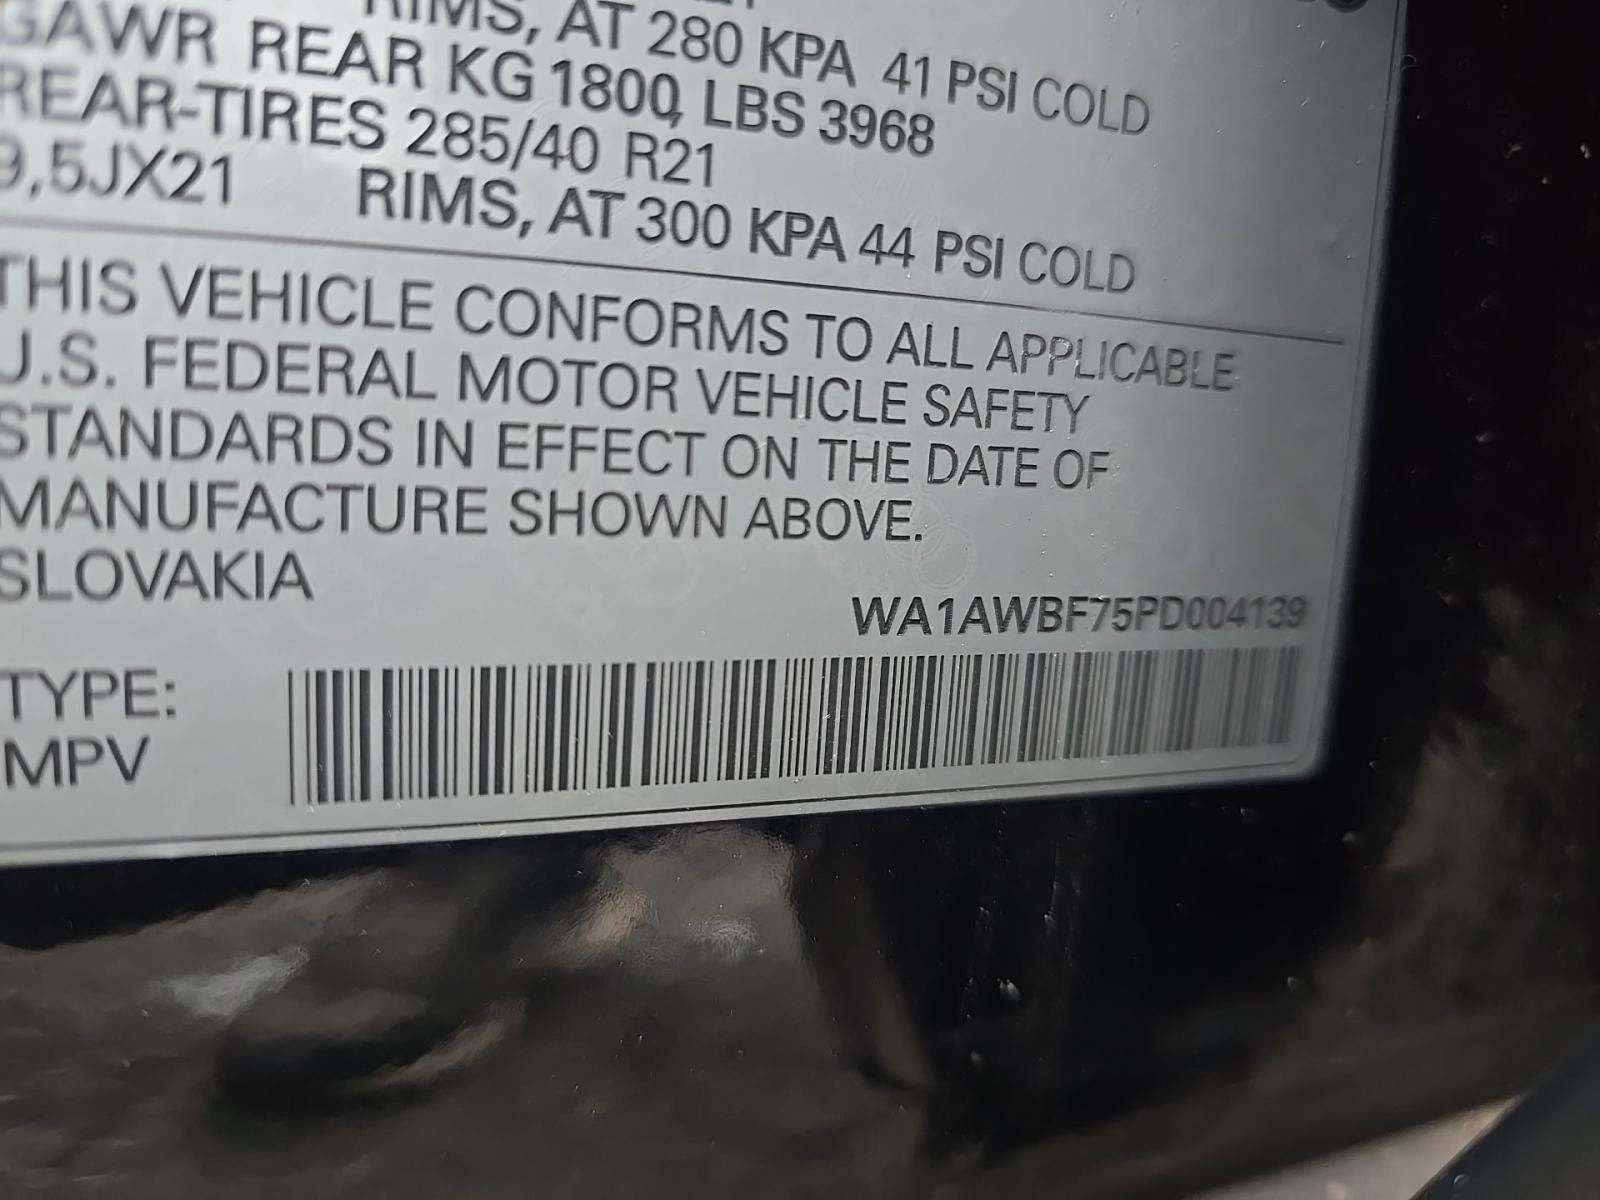 RIMS, AT 280 KPA 41 PSI COLD
GAWR REAR KG 1800, LBS 3968
REAR-TIRES 285/40 R21
9,5JX21 RIMS, AT 300 KPA 44 PSI COLD
THIS VEHICLE CONFORMS TO ALL APPLICABLE
U.S. FEDERAL MOTOR VEHICLE SAFETY
STANDARDS IN EFFECT ON THE DATE OF
MANUFACTURE SHOWN ABOVE.
SLOVAKIA
WA1AWBF75PD004139
TYPE:
MPV